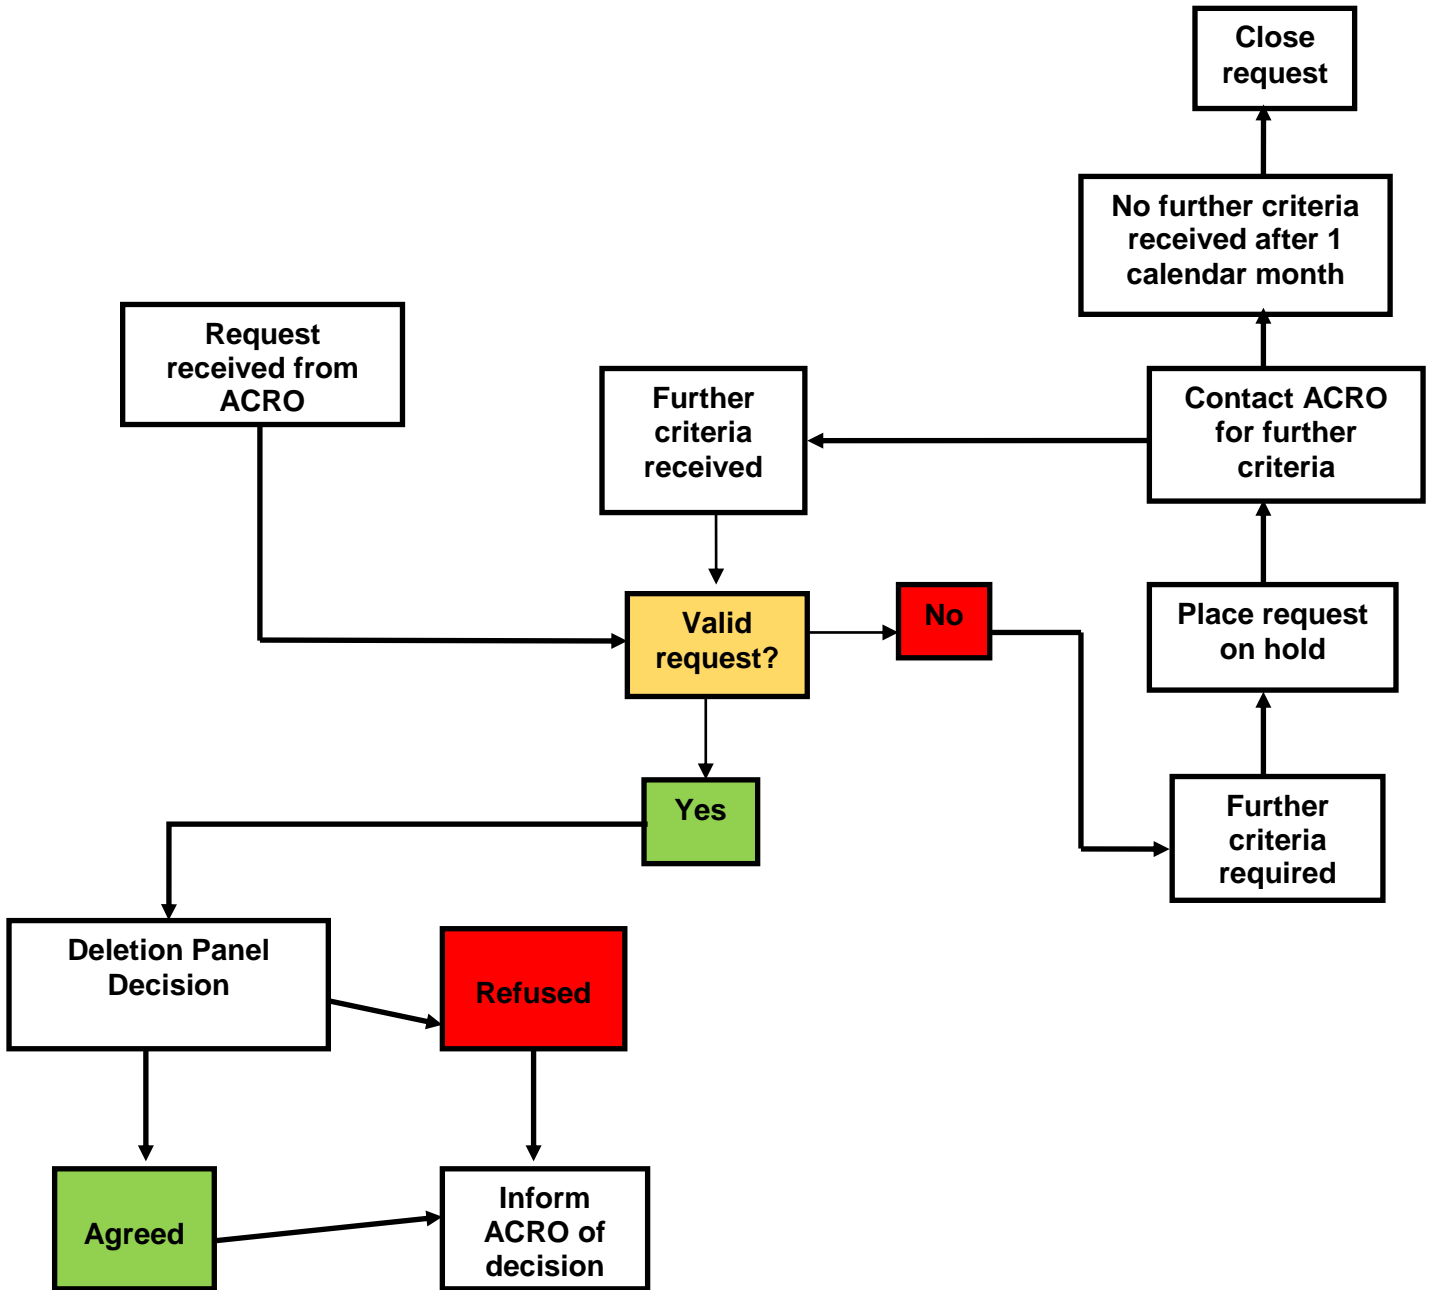 Close
request
No further criteria
received after 1
calendar month
Request
received from
ACRO
Further
criteria
received
Contact ACRO
for further
criteria
Valid
request?
No
Place request
on hold
Yes
Further
criteria
required
Deletion Panel
Decision
Refused
Agreed
Inform
ACRO of
decision